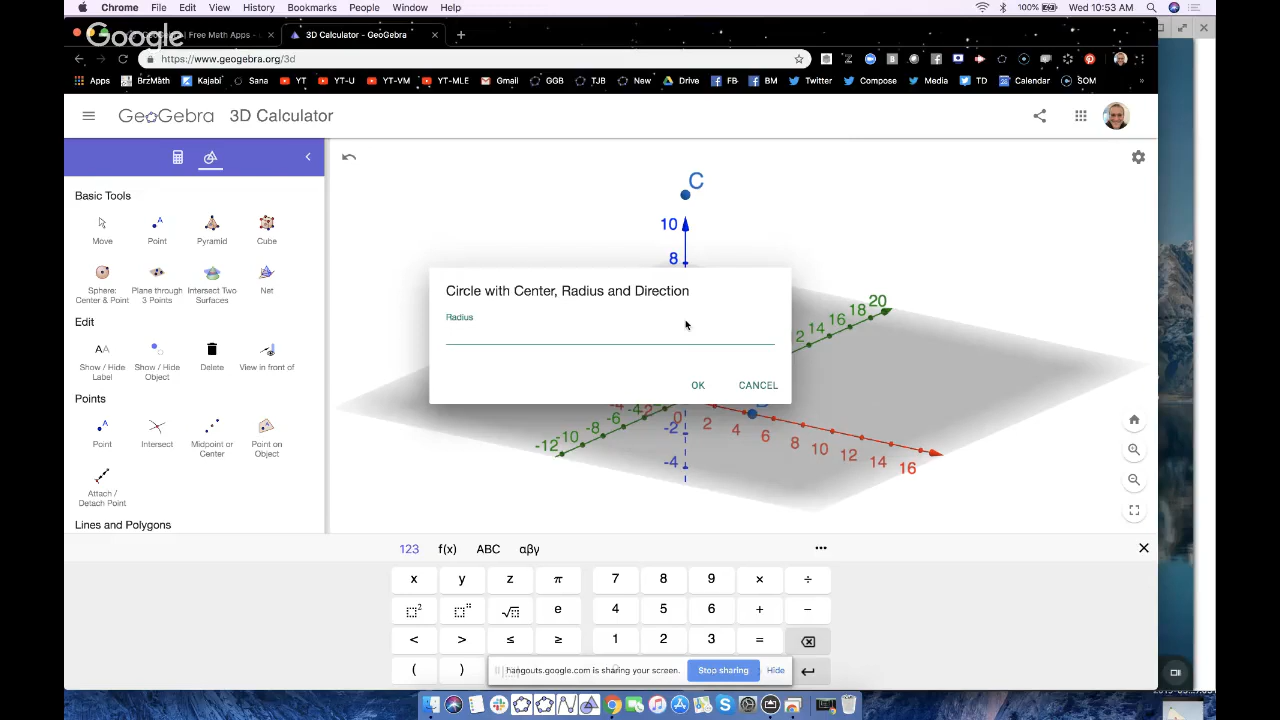 Chrome File Edit View History Bookmarks People Window Help
100% Wed 10:53 AM
Google
| Free Math Apps - ×
3D Calculator - GeoGebra ×
https://www.geogebra.org/3d
Apps BrzMath Kajabi Sana YT YT-U YT-VM YT-MLE Gmail GGB TJB New Drive FB BM Twitter Compose Media TD Calendar SOM
GeoGebra 3D Calculator
Basic Tools
Move Point Pyramid Cube
Sphere: Center & Point
Plane through 3 Points
Intersect Two Surfaces
Net
Edit
Show / Hide Label
Show / Hide Object
Delete
View in front of
Points
Point Intersect Midpoint or Center Point on Object
Attach / Detach Point
Lines and Polygons
C
10
8
Circle with Center, Radius and Direction
Radius
OK CANCEL
20
18
16
14
2
-12 -10 -8 -6 -4 -2 0
2 4 6 8 10 12 14 16
-2
-4
123 f(x) ABC αβγ ...
x y z π 7 8 9 × ÷
e 4 5 6 + −
< > ≤ ≥ 1 2 3 =
( )
hangouts.google.com is sharing your screen. Stop sharing Hide